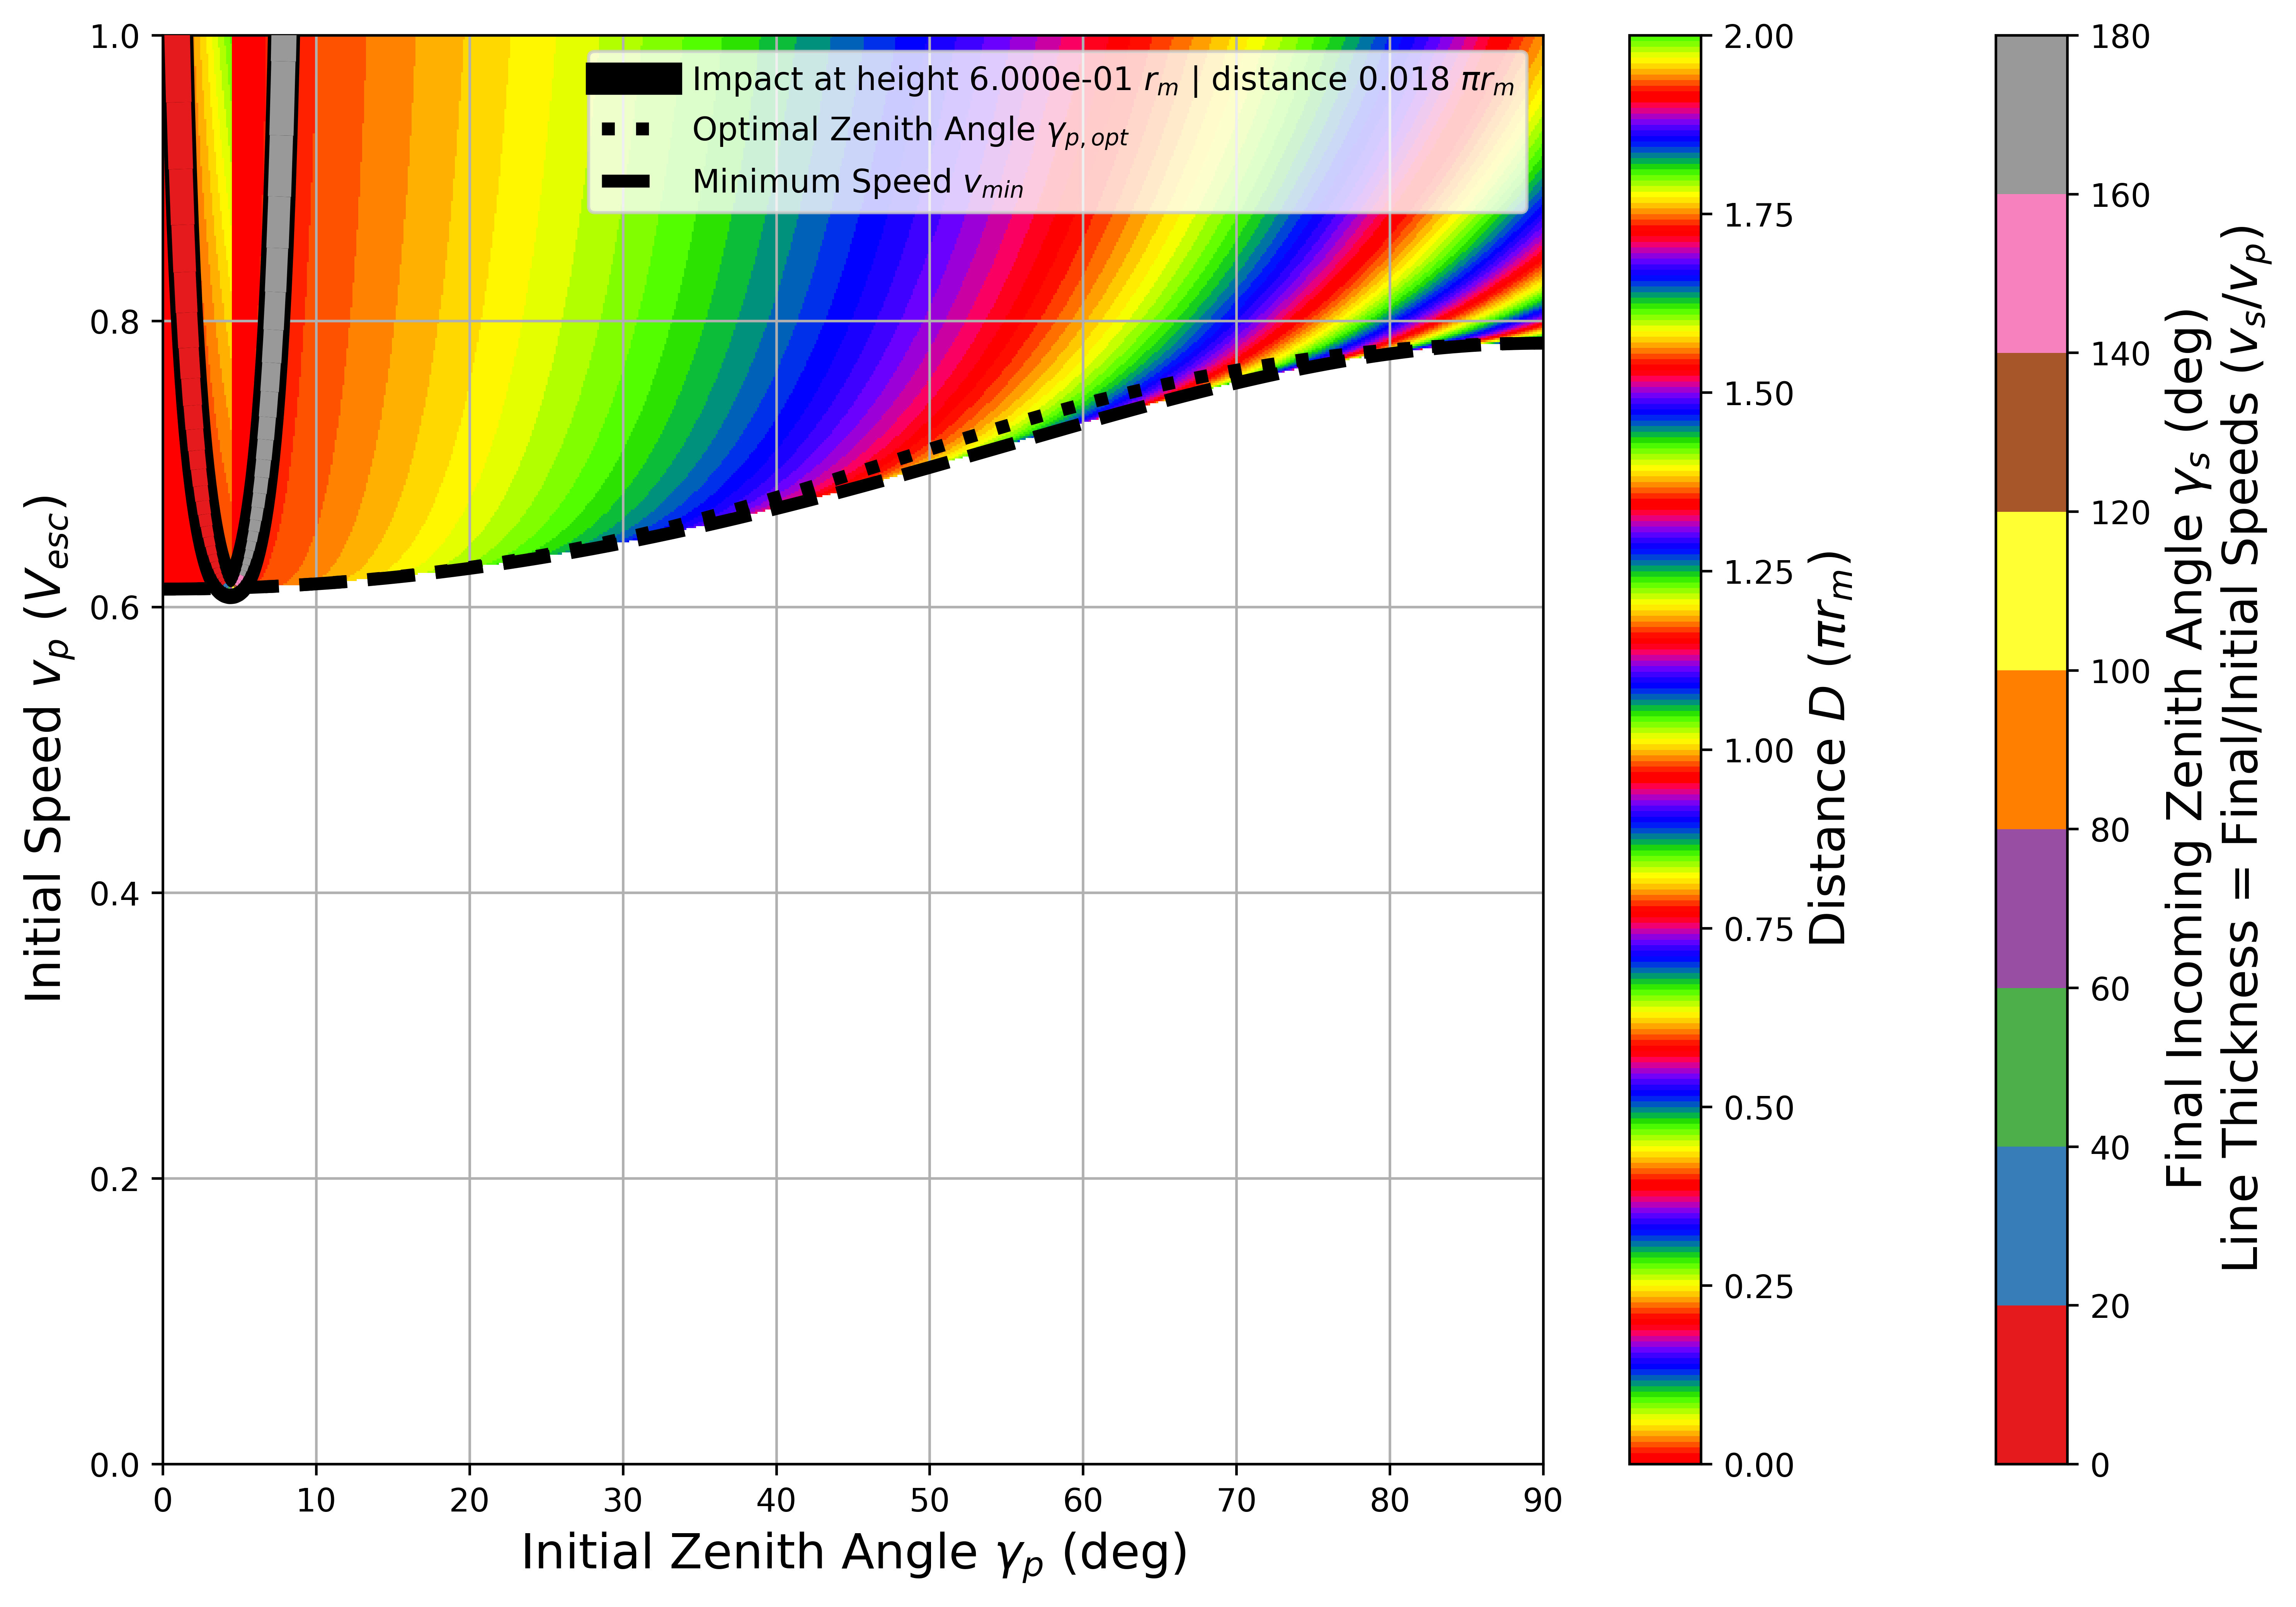 Impact at height 6.000e-01 rₘ | distance 0.018 πrₘ
Optimal Zenith Angle γp,opt
Minimum Speed vmin
Initial Speed vp (Vesc)
1.0
0.8
0.6
0.4
0.2
0.0
0 10 20 30 40 50 60 70 80 90
Initial Zenith Angle γp (deg)
2.00
1.75
1.50
1.25
1.00
0.75
0.50
0.25
0.00
Distance D (πrₘ)
180
160
140
120
100
80
60
40
20
0
Final Incoming Zenith Angle γs (deg)
Line Thickness = Final/Initial Speeds (vs/vp)